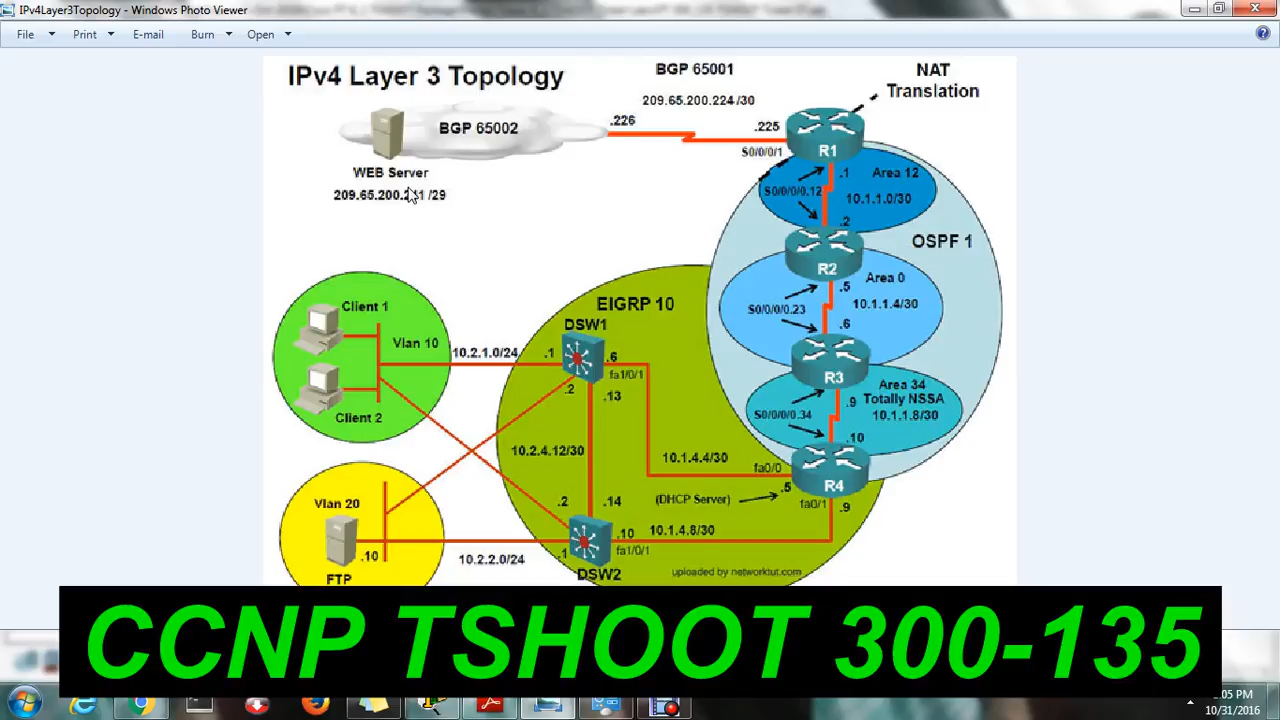 IPv4Layer3Topology - Windows Photo Viewer
File Print E-mail Burn Open
IPv4 Layer 3 Topology
BGP 65001
NAT
Translation
209.65.200.224 /30
.226
.225
BGP 65002
R1
S0/0/0/1
WEB Server
209.65.200.2 1 /29
.1
Area 12
S0/0/0/0.12
10.1.1.0/30
.2
OSPF 1
R2
Area 0
.5
10.1.1.4/30
S0/0/0/0.23
.6
R3
Area 34
Totally NSSA
10.1.1.8/30
.9
S0/0/0/0.34
.10
R4
EIGRP 10
DSW1
Client 1
Vlan 10
10.2.1.0/24
.1
.6
fa1/0/1
.2
.13
Client 2
10.2.4.12/30
10.1.4.4/30
fa0/0
.5
(DHCP Server)
fa0/1
.9
Vlan 20
.2
.14
.10
10.1.4.8/30
fa1/0/1
.10
10.2.2.0/24
.1
FTP
DSW2
uploaded by networktut.com
CCNP TSHOOT 300-135
:05 PM
10/31/2016